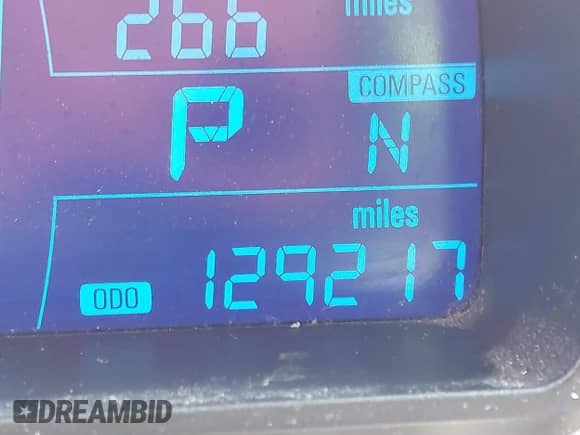 miles
266
COMPASS
P N
miles
ODO 129217
DREAMBID